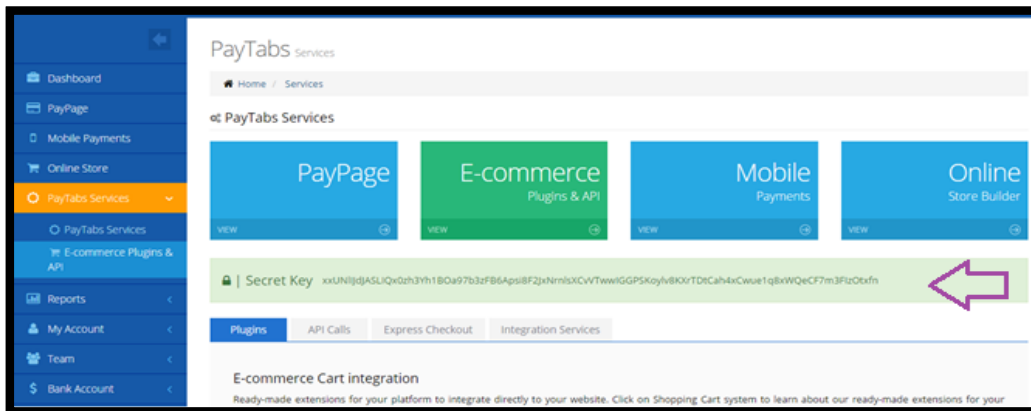 PayTabs Services
Home / Services
PayTabs Services
Dashboard
PayPage
Mobile Payments
Online Store
PayTabs Services
PayTabs Services
E-commerce Plugins &
API
Reports
My Account
Team
Bank Account
PayPage
VIEW
E-commerce
Plugins & API
VIEW
Mobile
Payments
VIEW
Online
Store Builder
VIEW
Secret Key
Plugins
API Calls
Express Checkout
Integration Services
E-commerce Cart integration
Ready-made extensions for your platform to integrate directly to your website. Click on Shopping Cart system to learn about our ready-made extensions for your